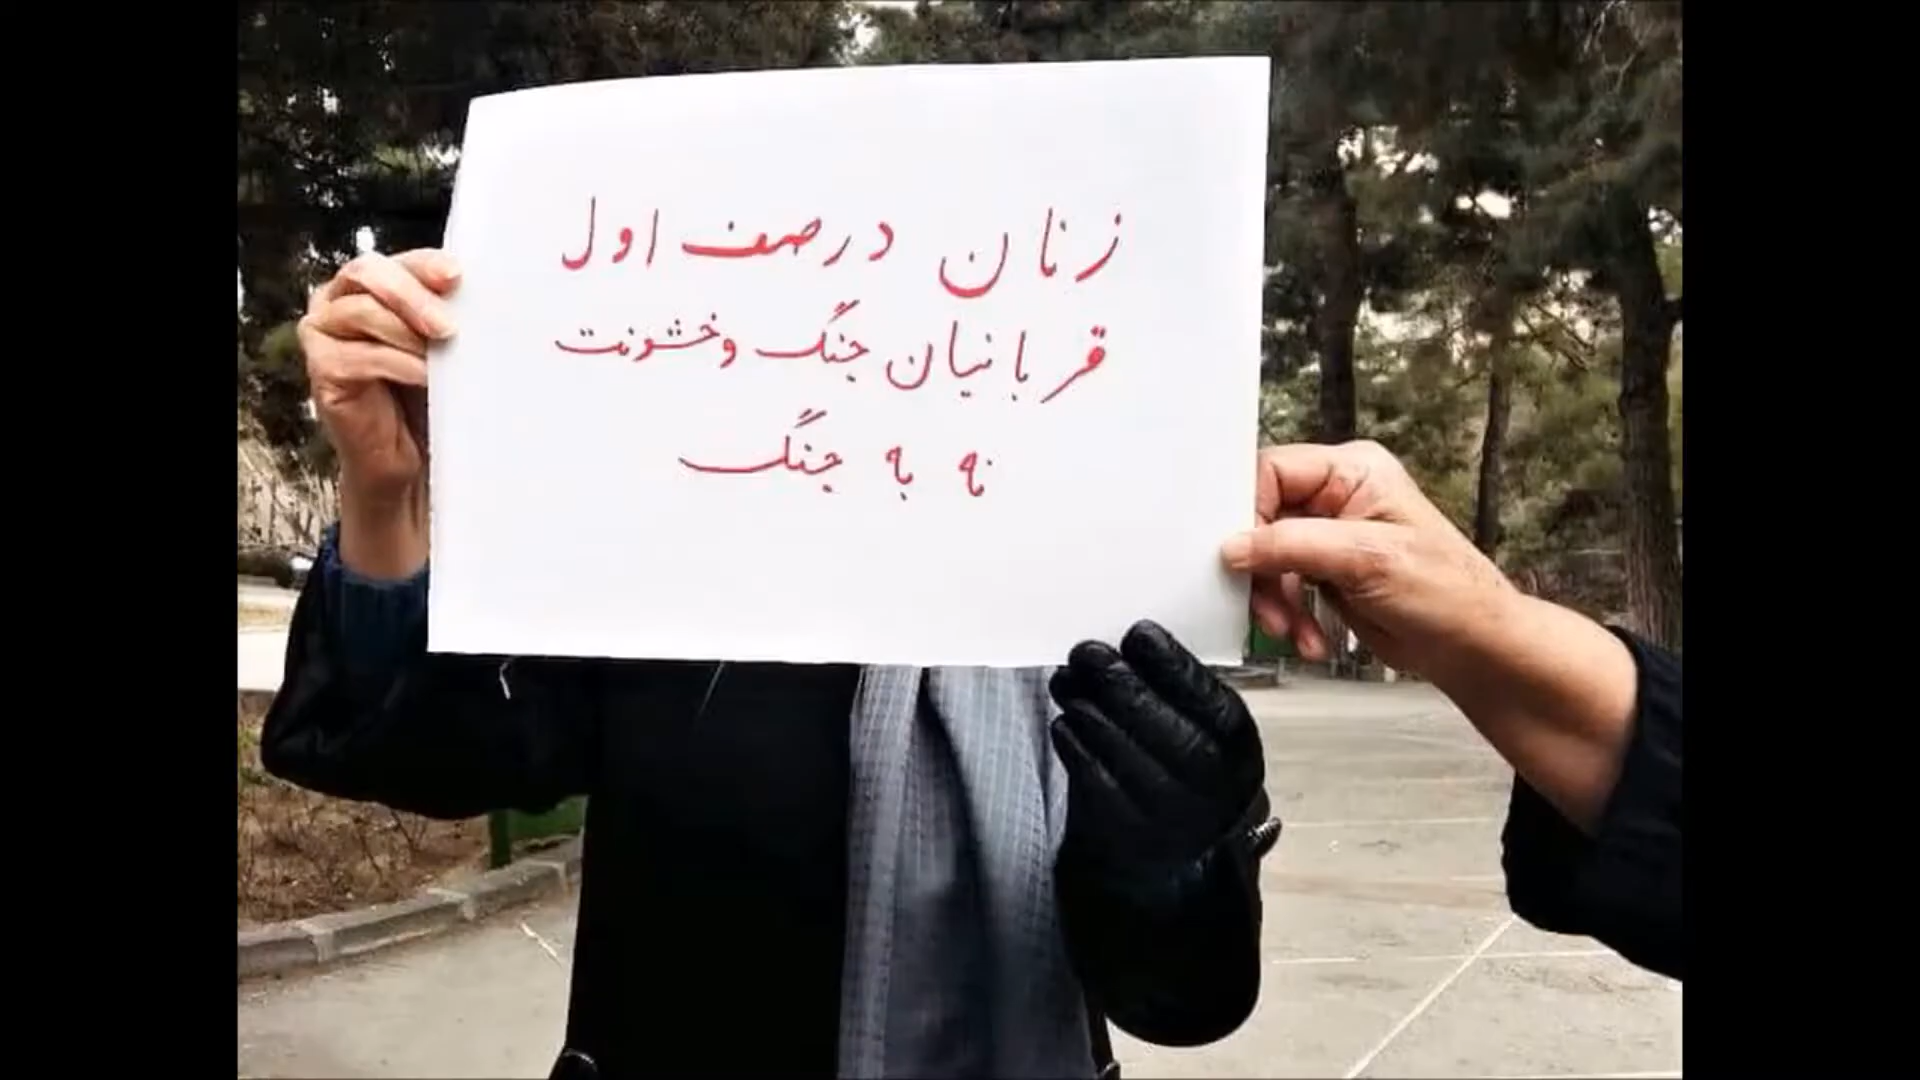 زنان در صف اول
قربانیان جنگ و خشونت
نه به جنگ